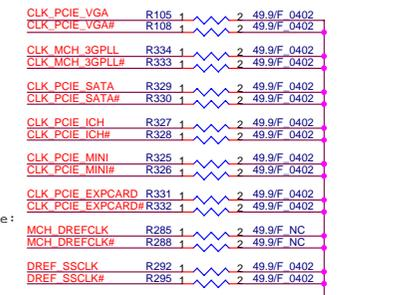 CLK_PCIE_VGA R105 1 2 49.9/F_0402
CLK_PCIE_VGA# R108 1 2 49.9/F_0402
CLK_MCH_3GPLL R334 1 2 49.9/F_0402
CLK_MCH_3GPLL# R333 1 2 49.9/F_0402
CLK_PCIE_SATA R329 1 2 49.9/F_0402
CLK_PCIE_SATA# R330 1 2 49.9/F_0402
CLK_PCIE_ICH R327 1 2 49.9/F_0402
CLK_PCIE_ICH# R328 1 2 49.9/F_0402
CLK_PCIE_MINI R325 1 2 49.9/F_0402
CLK_PCIE_MINI# R326 1 2 49.9/F_0402
CLK_PCIE_EXPCARD R331 1 2 49.9/F_0402
CLK_PCIE_EXPCARD# R332 1 2 49.9/F_0402
e:
MCH_DREFCLK R285 1 2 49.9/F_NC
MCH_DREFCLK# R288 1 2 49.9/F_NC
DREF_SSCLK R292 1 2 49.9/F_0402
DREF_SSCLK# R295 1 2 49.9/F_0402